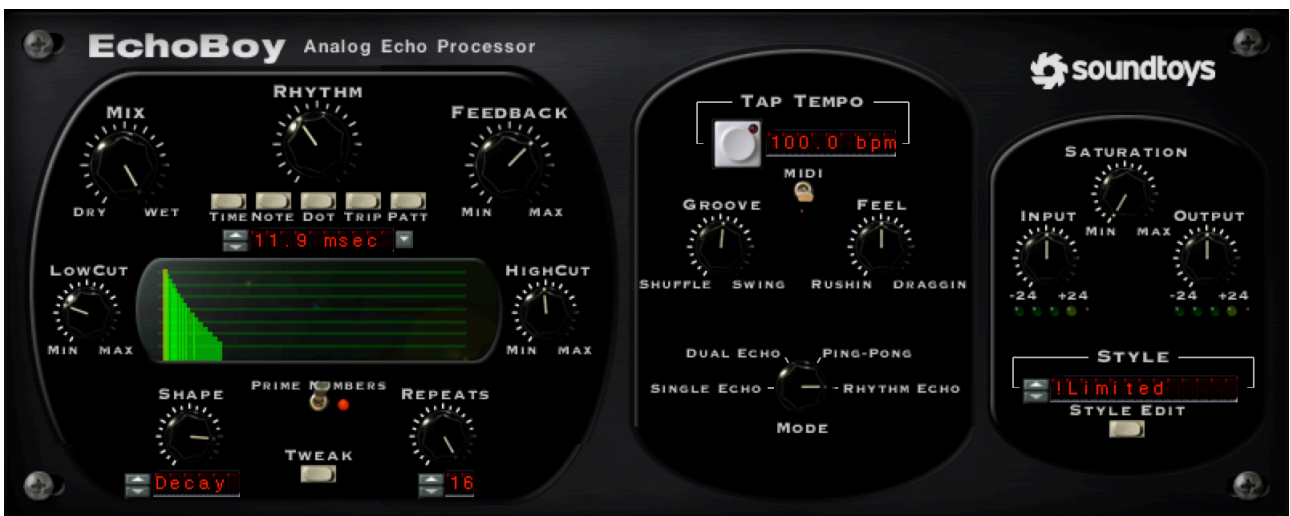 EchoBoy Analog Echo Processor
soundtoys
MIX
RHYTHM
FEEDBACK
DRY WET
TIME NOTE DOT TRIP PATT
MIN MAX
11.9 msec
LOWCUT
HIGHCUT
MIN MAX
MIN MAX
SHAPE
PRIME NUMBERS
REPEATS
TWEAK
Decay
16
TAP TEMPO
100.0 bpm
MIDI
GROOVE
FEEL
SHUFFLE SWING
RUSHIN DRAGGIN
DUAL ECHO
PING-PONG
SINGLE ECHO
RHYTHM ECHO
MODE
SATURATION
INPUT
OUTPUT
MIN MAX
-24 +24
-24 +24
STYLE
!Limited
STYLE EDIT